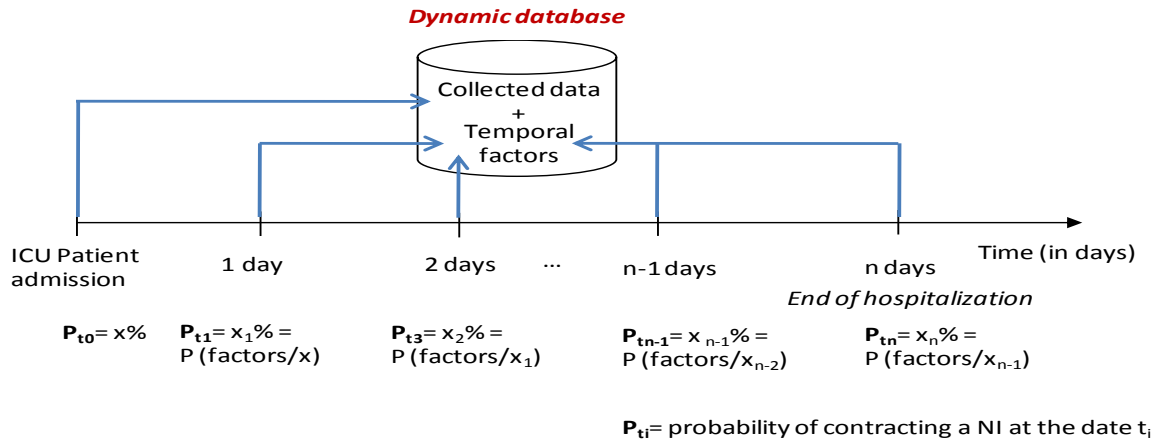 Dynamic database
Collected data
+
Temporal
factors
ICU Patient
admission
1 day
2 days
...
n-1 days
n days
Time (in days)
End of hospitalization
Pt0= x%
Pt1= x1% =
P (factors/x)
Pt3= x2% =
P (factors/x1)
Ptn-1= x n-1% =
P (factors/xn-2)
Ptn= xn% =
P (factors/xn-1)
Pti= probability of contracting a NI at the date ti